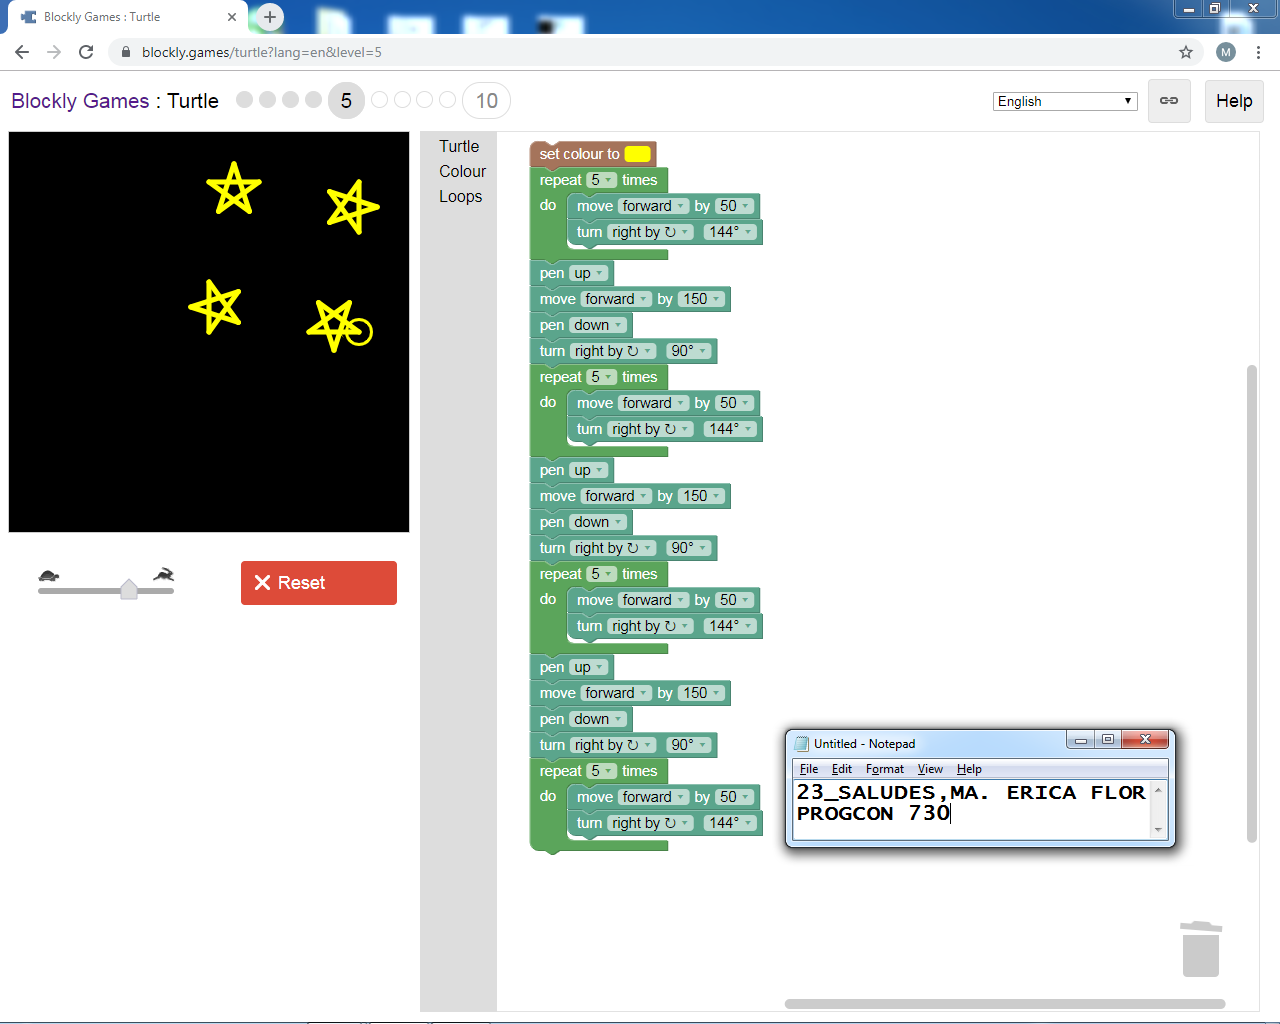 Blockly Games : Turtle
blockly.games/turtle?lang=en&level=5
M
Blockly Games : Turtle
5
10
English
Help
Turtle
Colour
Loops
set colour to
repeat 5 times
do move forward by 50
turn right by ↻ 144°
pen up
move forward by 150
pen down
turn right by ↻ 90°
repeat 5 times
do move forward by 50
turn right by ↻ 144°
pen up
move forward by 150
pen down
turn right by ↻ 90°
repeat 5 times
do move forward by 50
turn right by ↻ 144°
pen up
move forward by 150
pen down
turn right by ↻ 90°
repeat 5 times
do move forward by 50
turn right by ↻ 144°
Reset
Untitled - Notepad
File Edit Format View Help
23_SALUDES,MA. ERICA FLOR
PROGCON 730